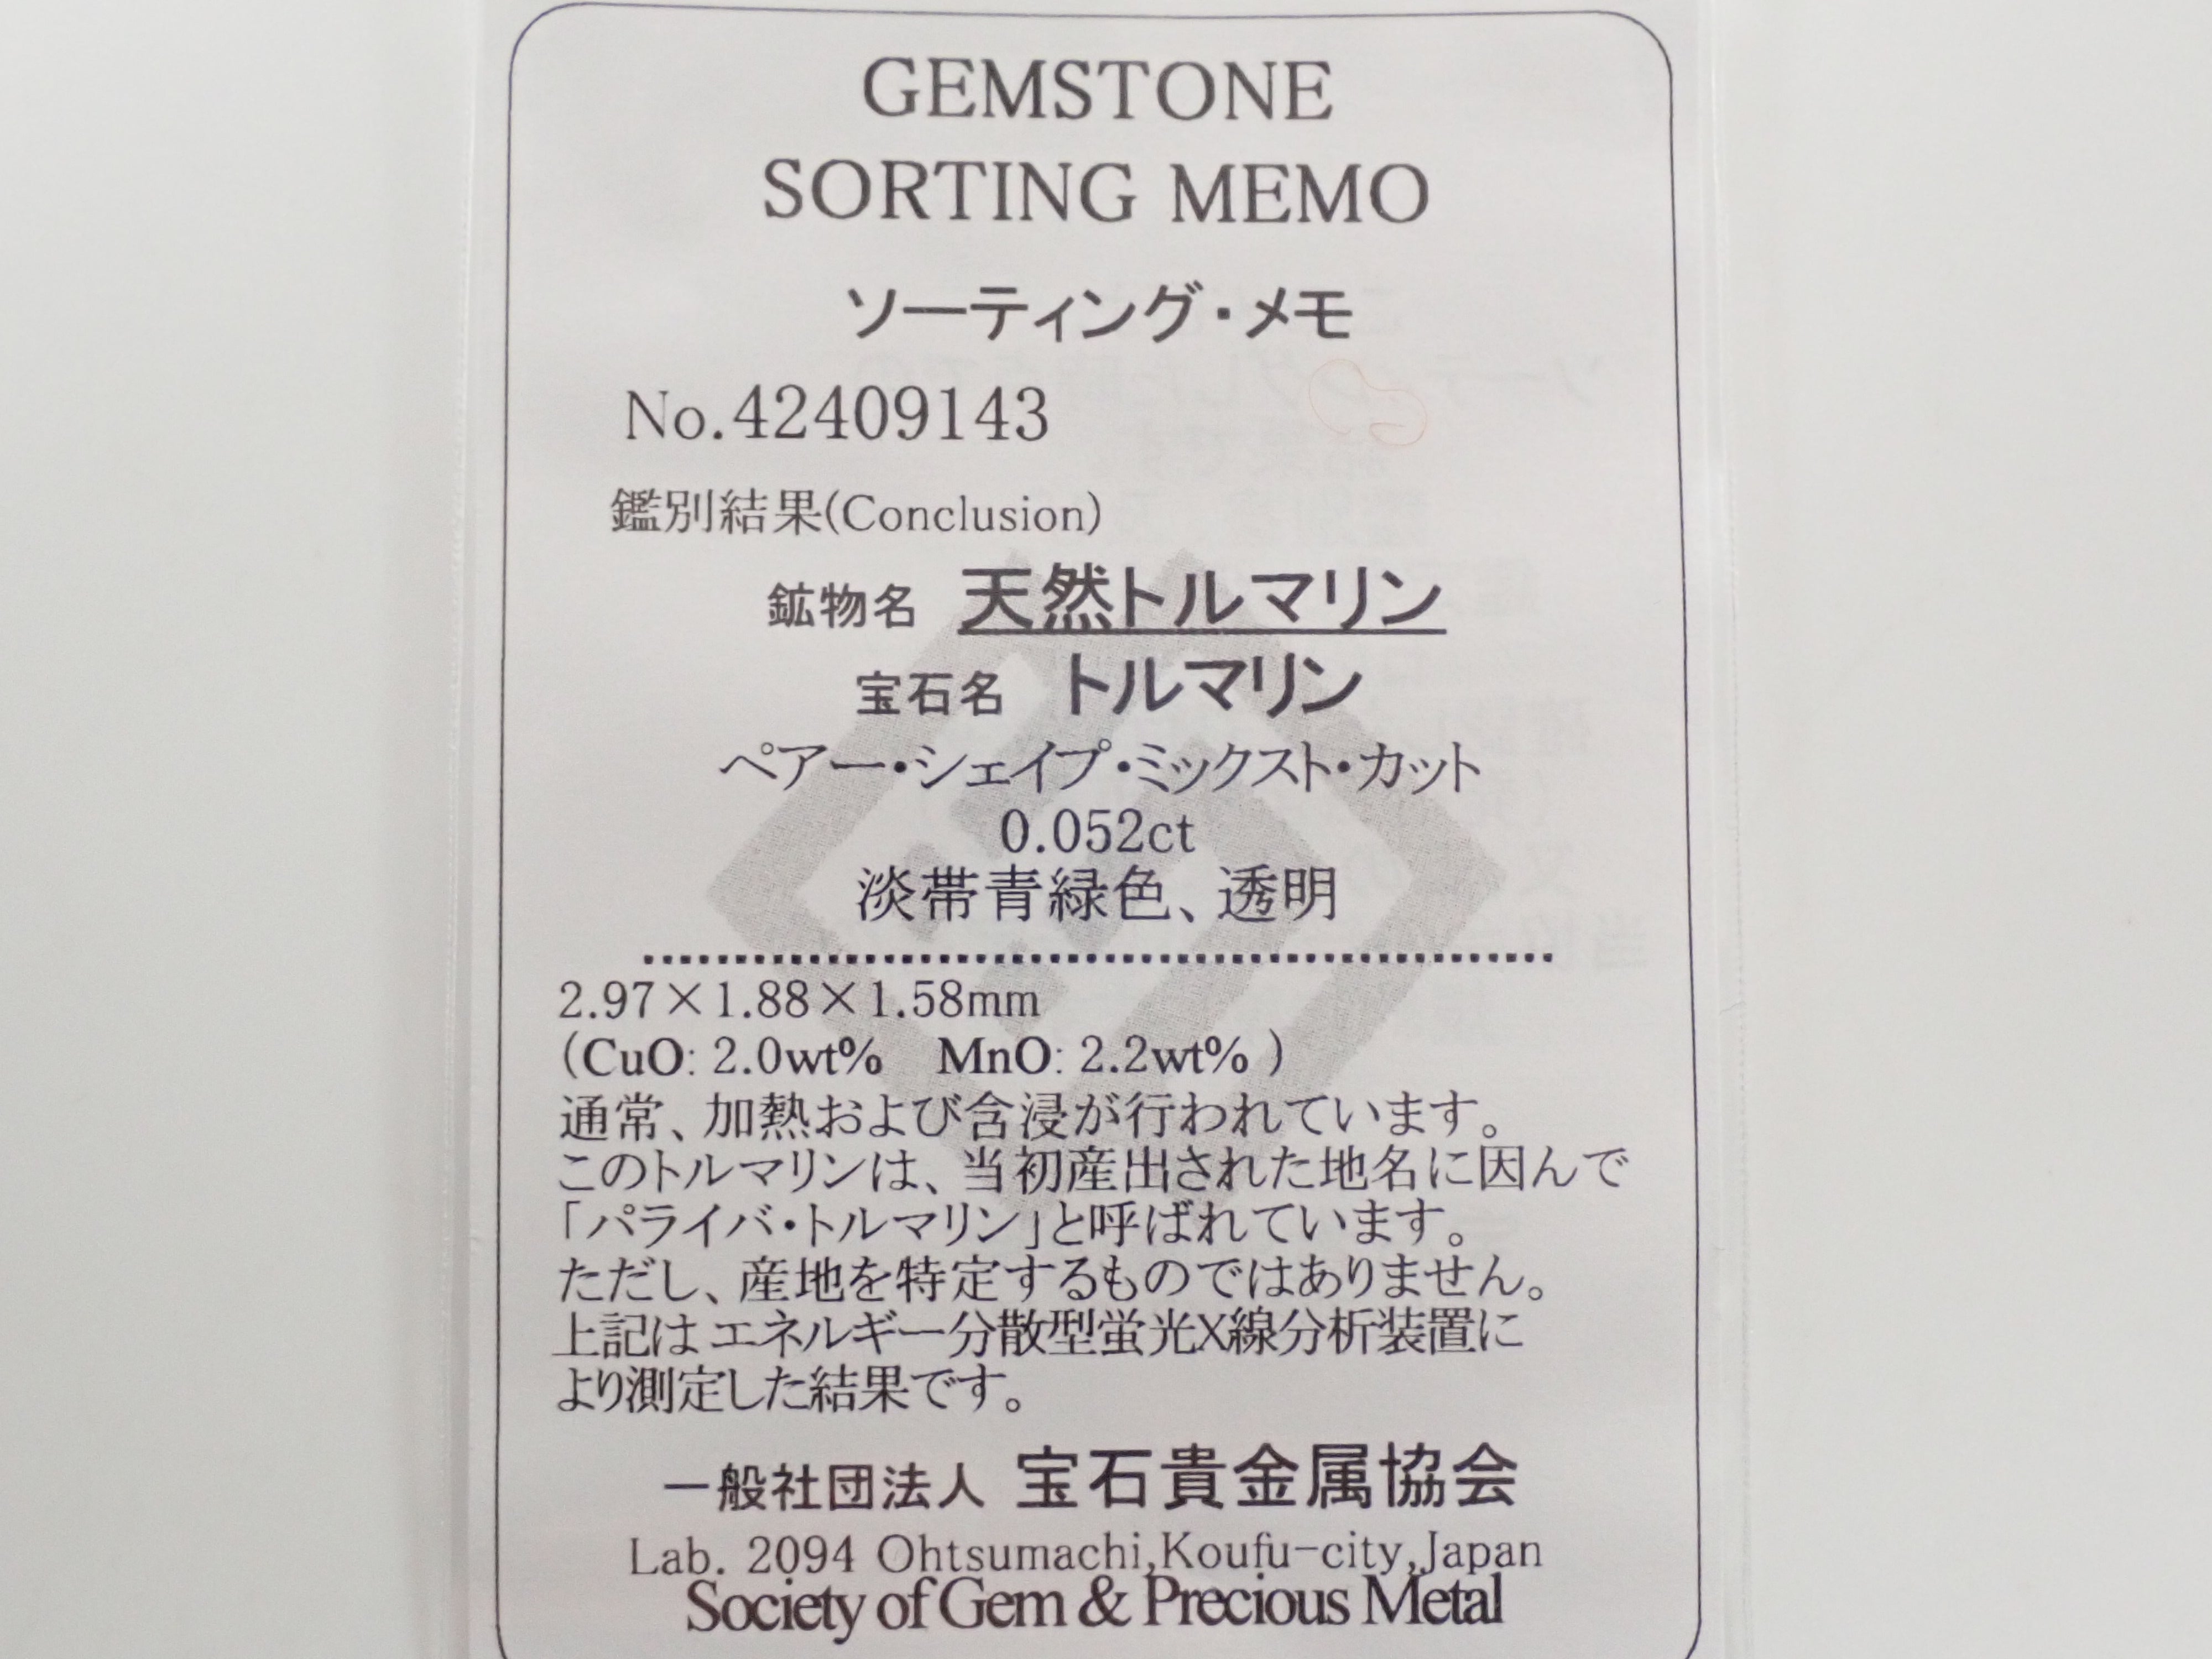 GEMSTONE
SORTING MEMO
ソーティング・メモ
No.42409143
鑑別結果(Conclusion)
鉱物名 天然トルマリン
宝石名 トルマリン
ペアー・シェイプ・ミックスト・カット
0.052ct
淡帯青緑色、透明
2.97×1.88×1.58mm
(CuO: 2.0wt% MnO: 2.2wt% )
通常、加熱および含浸が行われています。
このトルマリンは、当初産出された地名に因んで
「パライバ・トルマリン」と呼ばれています。
ただし、産地を特定するものではありません。
上記は エネルギー分散型蛍光X線分析装置に
より測定した結果です。
一般社団法人 宝石貴金属協会
Lab. 2094 Ohtsumachi,Koufu-city,Japan
Society of Gem & Precious Metal